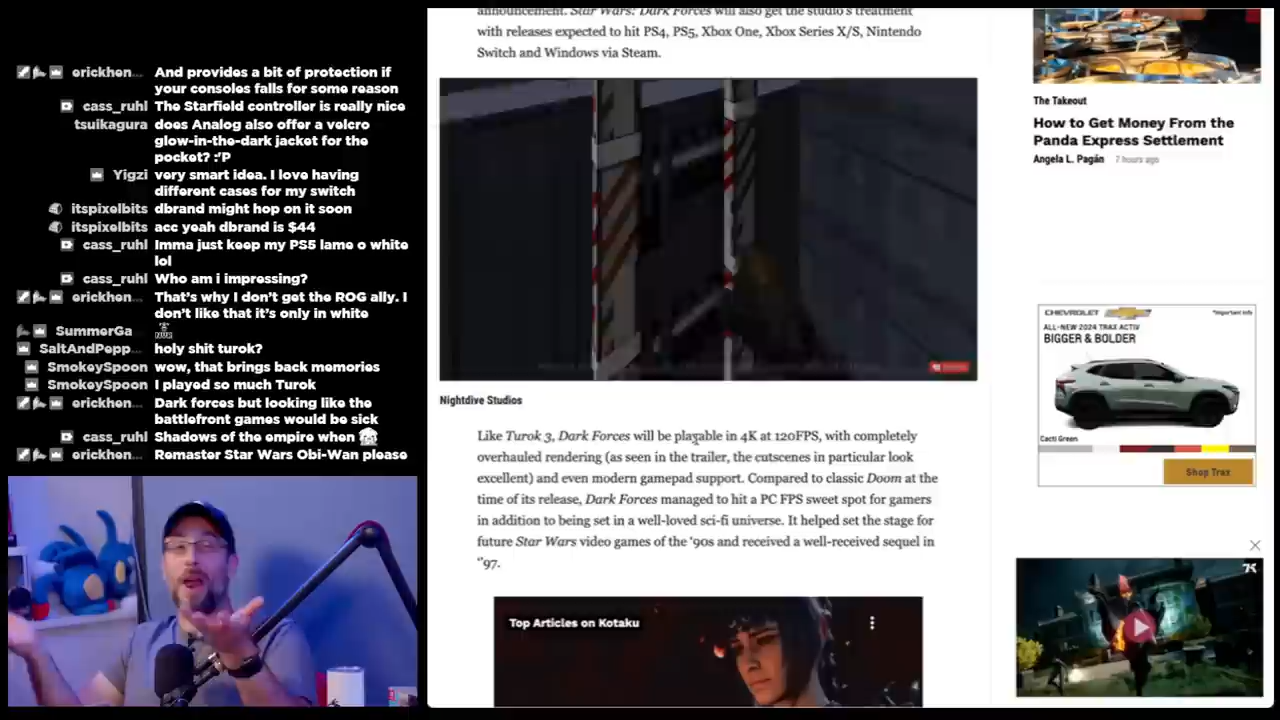 erickhen... And provides a bit of protection if
your consoles falls for some reason
cass_ruhl The Starfield controller is really nice
tsuikagura does Analog also offer a velcro
glow-in-the-dark jacket for the
pocket? :'P
Yigzi very smart idea. I love having
different cases for my switch
itspixelbits dbrand might hop on it soon
itspixelbits acc yeah dbrand is $44
cass_ruhl Imma just keep my PS5 lame o white
lol
cass_ruhl Who am i impressing?
erickhen... That's why I don't get the ROG ally. I
don't like that it's only in white
SummerGa
SaltAndPepp... holy shit turok?
SmokeySpoon wow, that brings back memories
SmokeySpoon I played so much Turok
erickhen... Dark forces but looking like the
battlefront games would be sick
cass_ruhl Shadows of the empire when
erickhen... Remaster Star Wars Obi-Wan please
announcement. Star Wars: Dark Forces will also get the studio's treatment
with releases expected to hit PS4, PS5, Xbox One, Xbox Series X/S, Nintendo
Switch and Windows via Steam.
Nightdive Studios
Like Turok 3, Dark Forces will be playable in 4K at 120FPS, with completely
overhauled rendering (as seen in the trailer, the cutscenes in particular look
excellent) and even modern gamepad support. Compared to classic Doom at the
time of its release, Dark Forces managed to hit a PC FPS sweet spot for gamers
in addition to being set in a well-loved sci-fi universe. It helped set the stage for
future Star Wars video games of the '90s and received a well-received sequel in
'97.
Top Articles on Kotaku
The Takeout
How to Get Money From the
Panda Express Settlement
Angela L. Pagán 7 hours ago
CHEVROLET *Important Info
ALL-NEW 2024 TRAX ACTIV
BIGGER & BOLDER
Cacti Green
Shop Trax